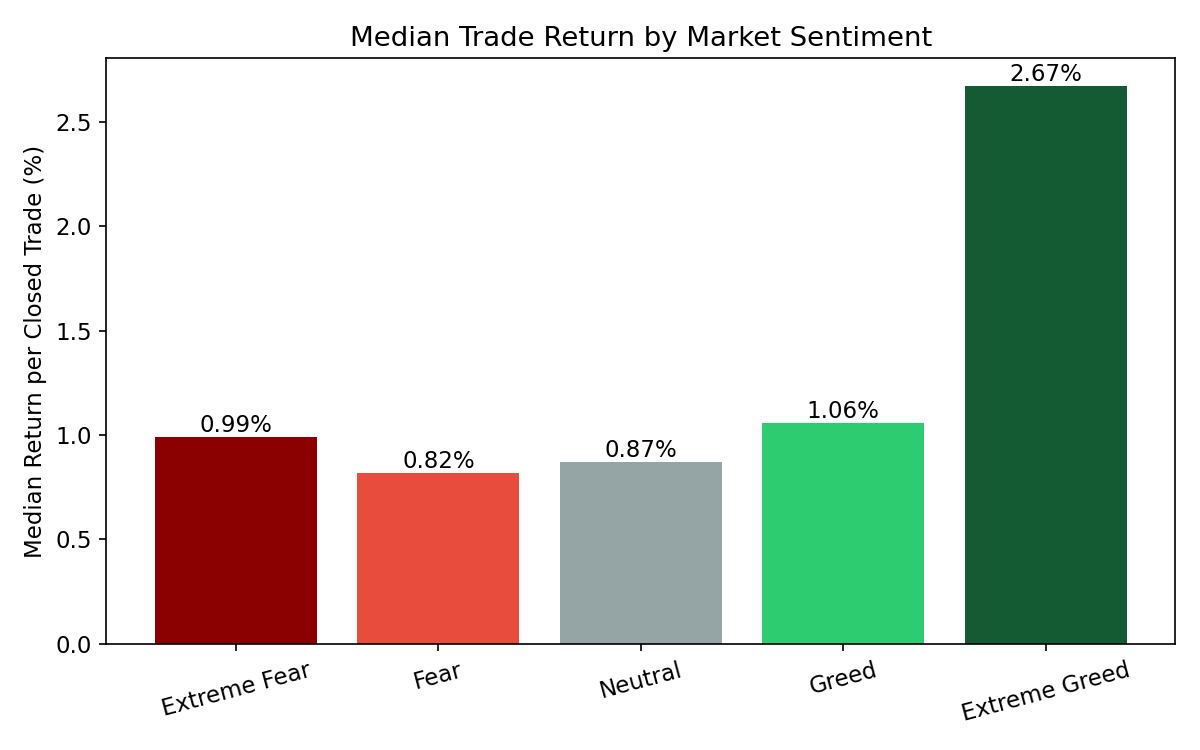 Median Trade Return by Market Sentiment
Median Return per Closed Trade (%)
2.5
2.0
1.5
1.0
0.5
0.0
0.99%
0.82%
0.87%
1.06%
2.67%
Extreme Fear
Fear
Neutral
Greed
Extreme Greed